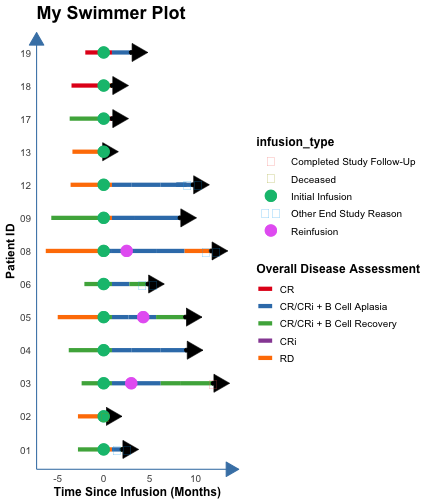 My Swimmer Plot
19
18
17
13
12
09
08
06
05
04
03
02
01
Patient ID
-5 0 5 10
Time Since Infusion (Months)
infusion_type
Completed Study Follow-Up
Deceased
Initial Infusion
Other End Study Reason
Reinfusion
Overall Disease Assessment
CR
CR/CRi + B Cell Aplasia
CR/CRi + B Cell Recovery
CRi
RD